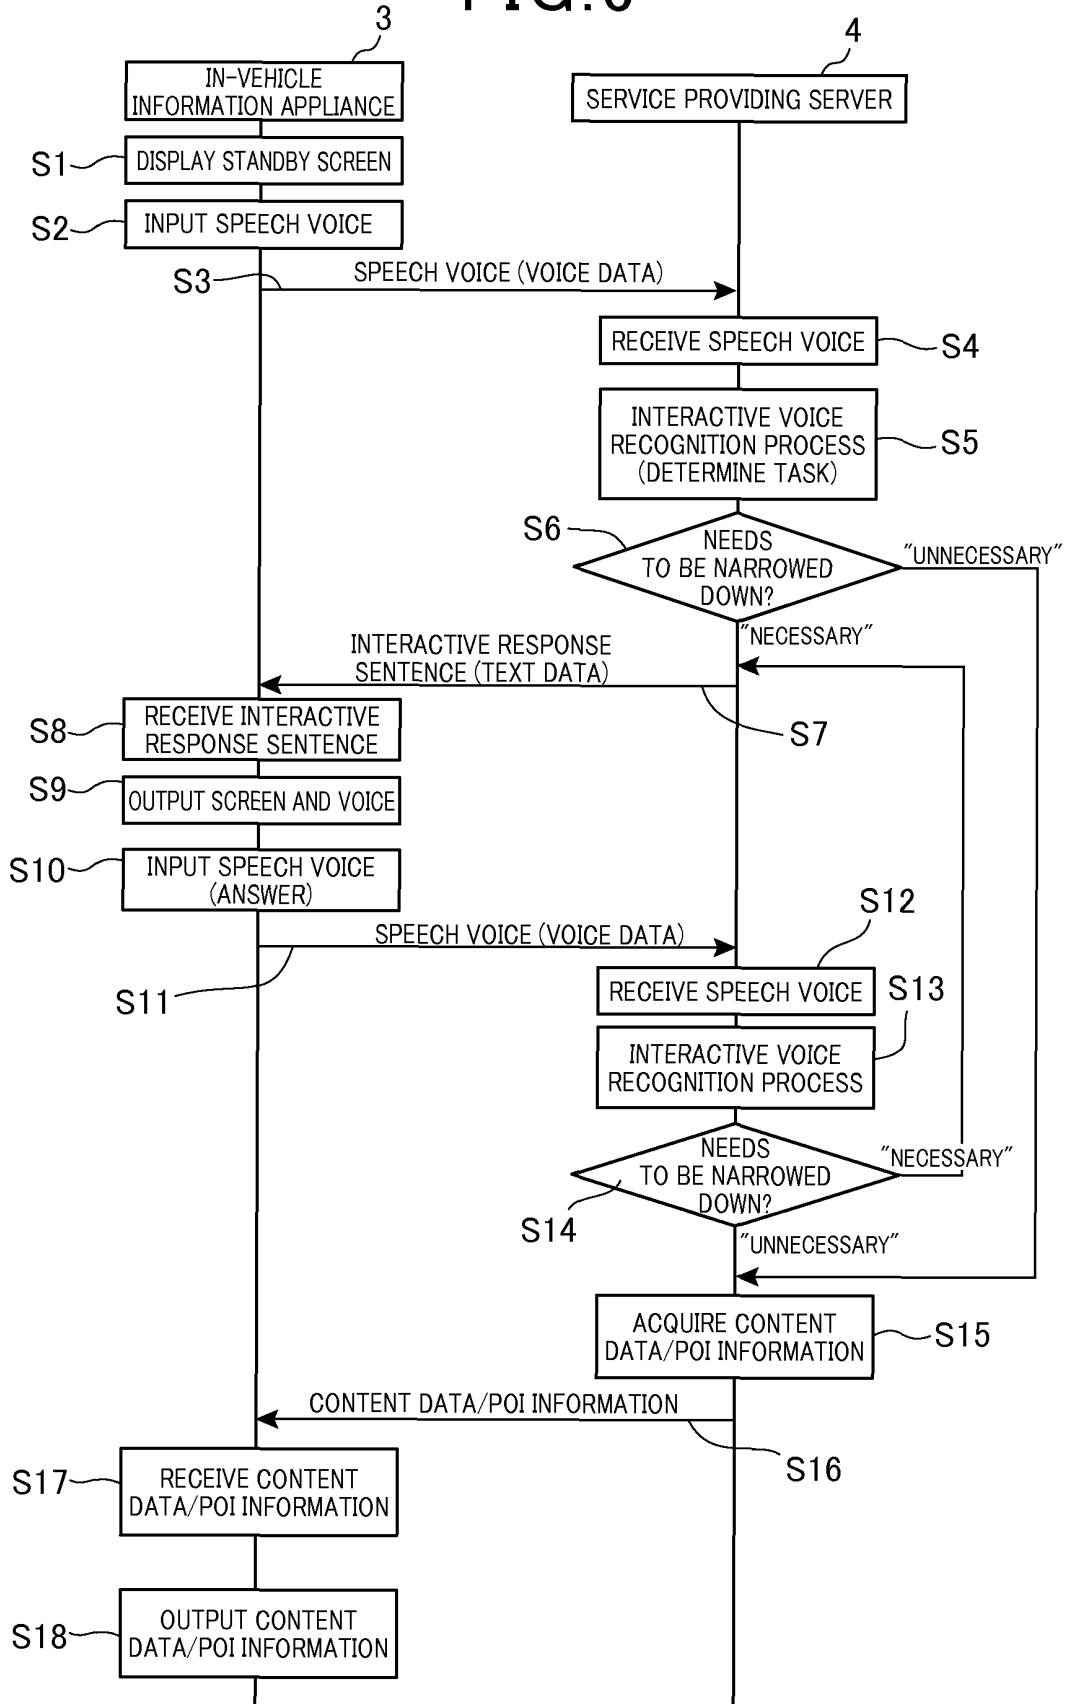 3
4
IN-VEHICLE
INFORMATION APPLIANCE
SERVICE PROVIDING SERVER
S1
DISPLAY STANDBY SCREEN
S2
INPUT SPEECH VOICE
S3
SPEECH VOICE (VOICE DATA)
RECEIVE SPEECH VOICE
S4
INTERACTIVE VOICE
RECOGNITION PROCESS
(DETERMINE TASK)
S5
S6
NEEDS
TO BE NARROWED
DOWN?
"UNNECESSARY"
"NECESSARY"
INTERACTIVE RESPONSE
SENTENCE (TEXT DATA)
S7
S8
RECEIVE INTERACTIVE
RESPONSE SENTENCE
S9
OUTPUT SCREEN AND VOICE
S10
INPUT SPEECH VOICE
(ANSWER)
SPEECH VOICE (VOICE DATA)
S11
S12
RECEIVE SPEECH VOICE
S13
INTERACTIVE VOICE
RECOGNITION PROCESS
NEEDS
TO BE NARROWED
DOWN?
"NECESSARY"
S14
"UNNECESSARY"
ACQUIRE CONTENT
DATA/POI INFORMATION
S15
CONTENT DATA/POI INFORMATION
S16
S17
RECEIVE CONTENT
DATA/POI INFORMATION
S18
OUTPUT CONTENT
DATA/POI INFORMATION